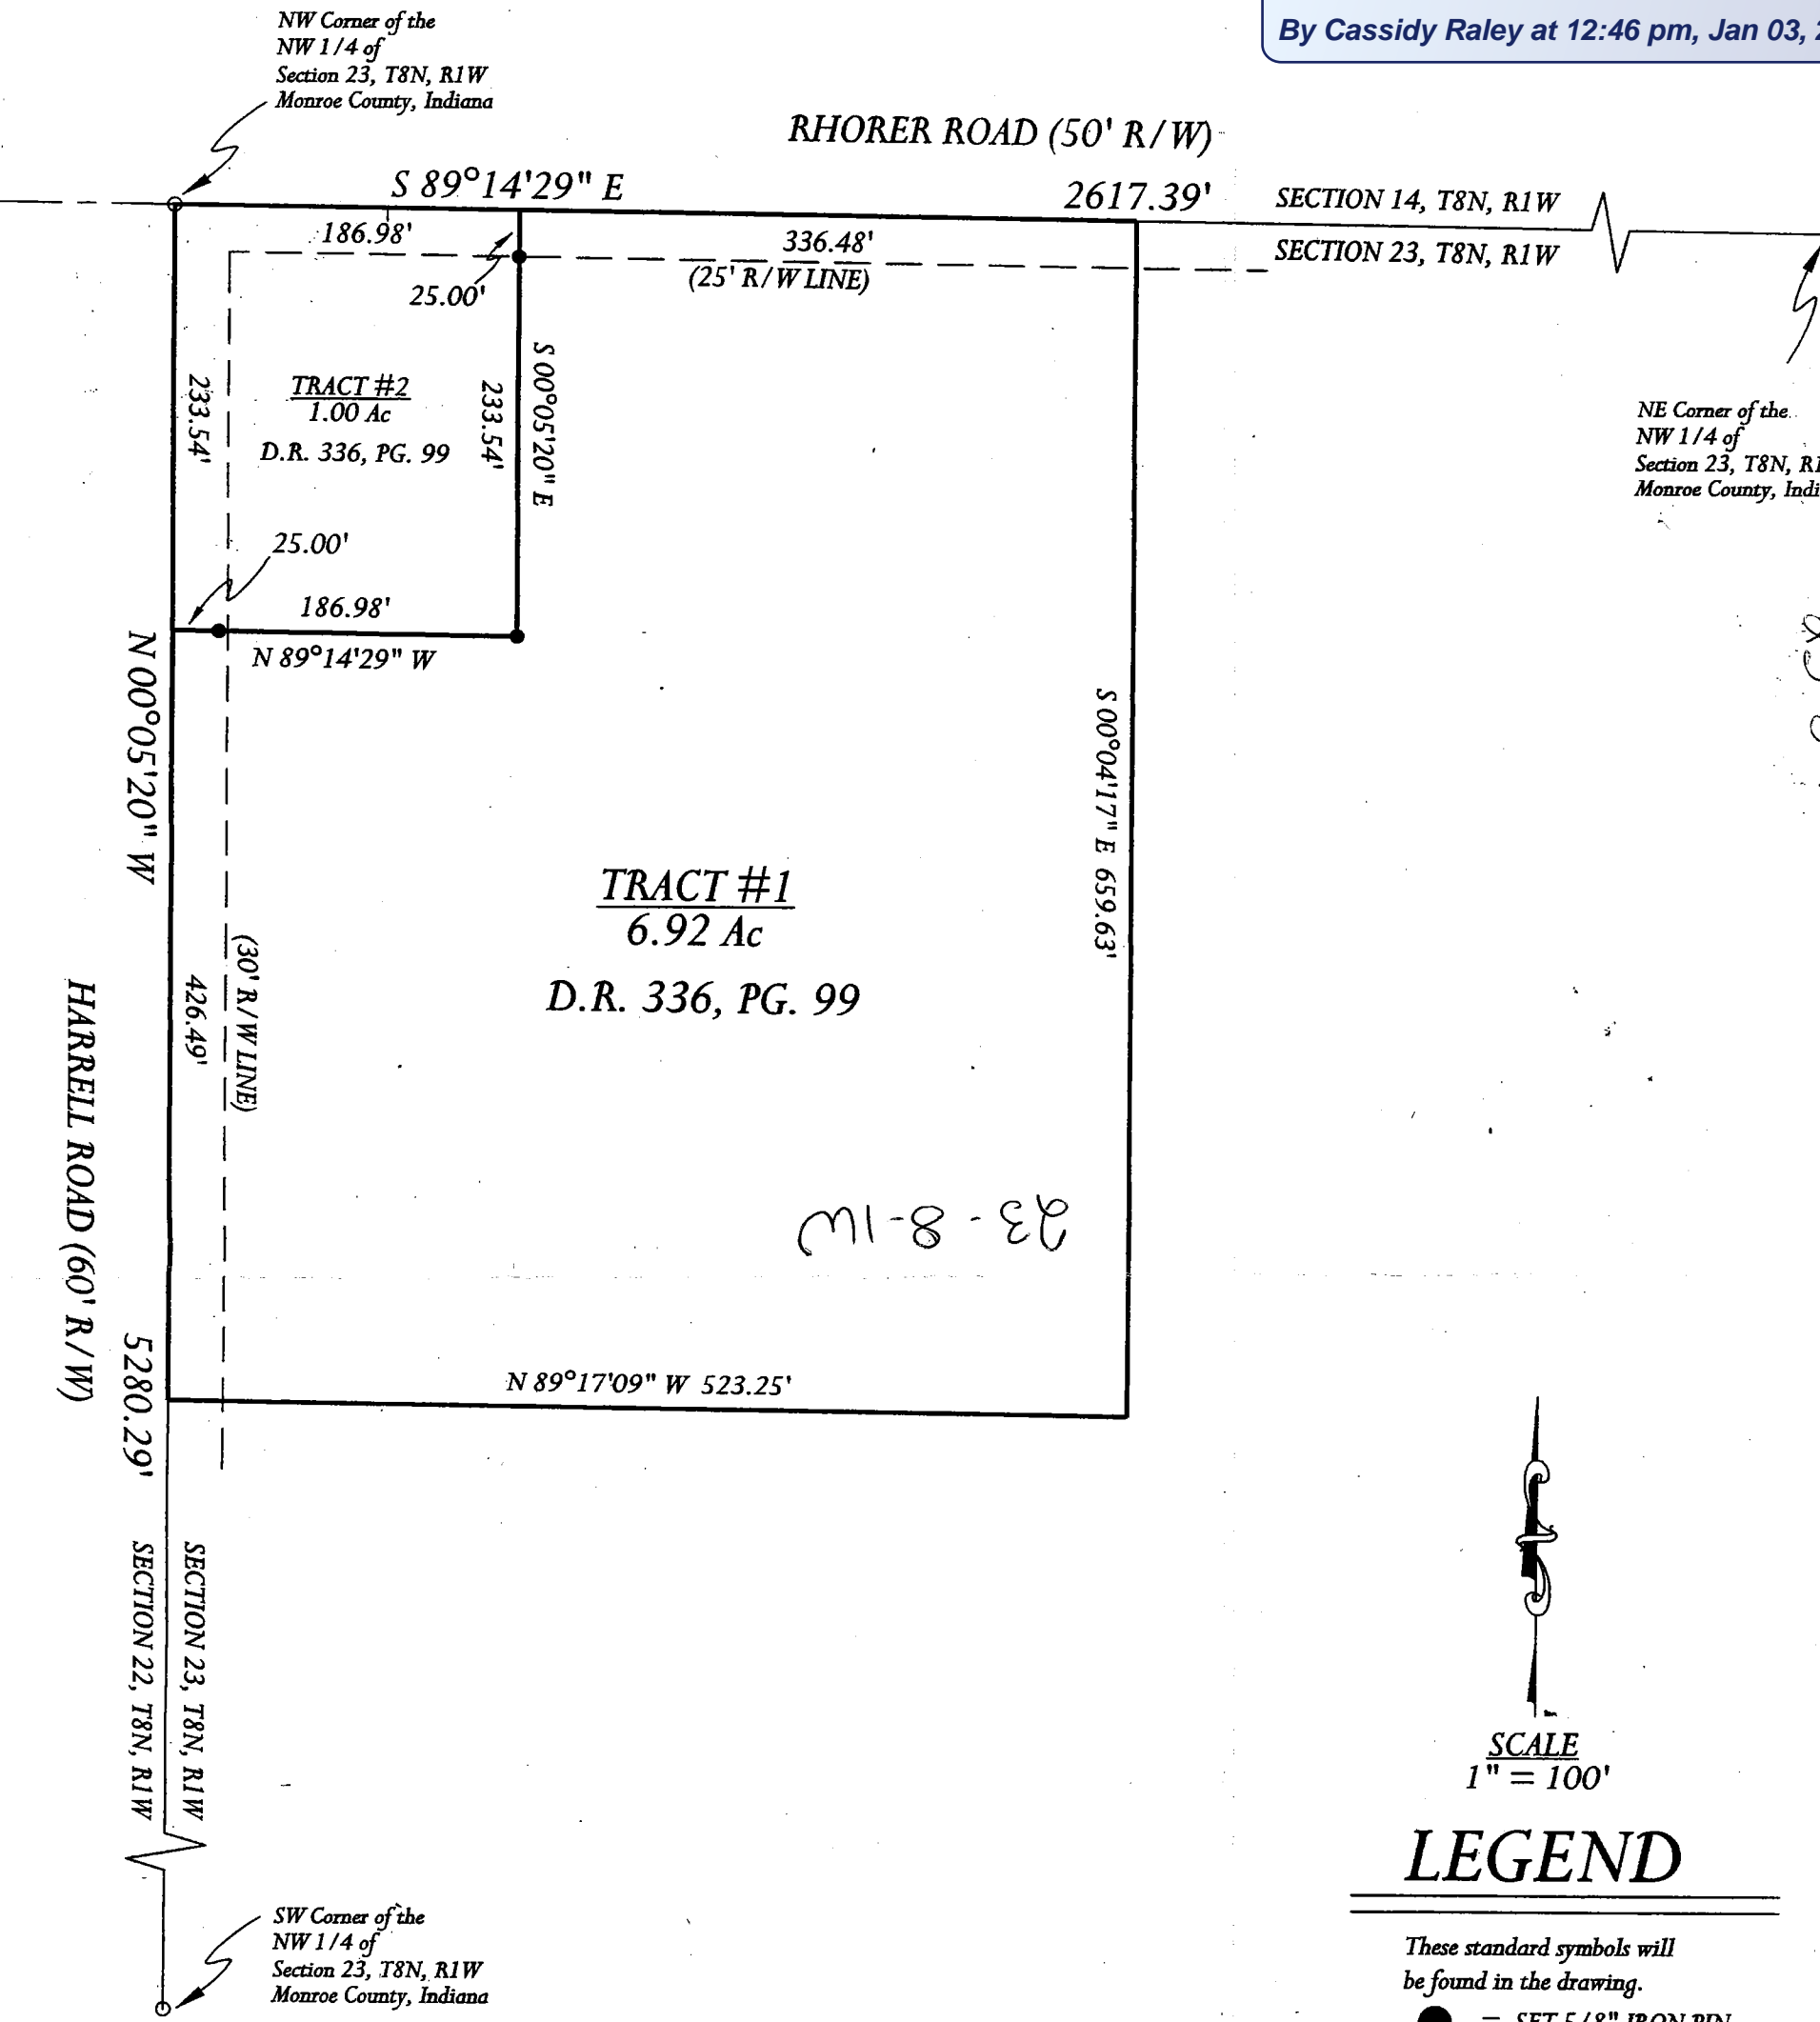 By Cassidy Raley at 12:46 pm, Jan 03,
NW Corner of the
NW 1/4 of
Section 23, T8N, R1W
Monroe County, Indiana
RHORER ROAD (50' R/W)
S 89°14'29" E
2617.39'
SECTION 14, T8N, R1W
SECTION 23, T8N, R1W
186.98'
336.48'
(25' R/W LINE)
25.00'
233.54'
TRACT #2
1.00 Ac
D.R. 336, PG. 99
233.54'
S 00°05'20" E
NE Corner of the
NW 1/4 of
Section 23, T8N,
Monroe County,
25.00'
186.98'
N 89°14'29" W
N 00°05'20" W
S 00°04'17" E 659.63'
TRACT #1
6.92 Ac
D.R. 336, PG. 99
(30' R/W LINE)
426.49'
HARRELL ROAD (60' R/W)
23-8-1W
5280.29'
N 89°17'09" W 523.25'
SECTION 23, T8N, R1W
SECTION 22, T8N, R1W
SCALE
1" = 100'
LEGEND
SW Corner of the
NW 1/4 of
Section 23, T8N, R1W
Monroe County, Indiana
These standard symbols will
be found in the drawing.
= SET 5/8" IRON PIN